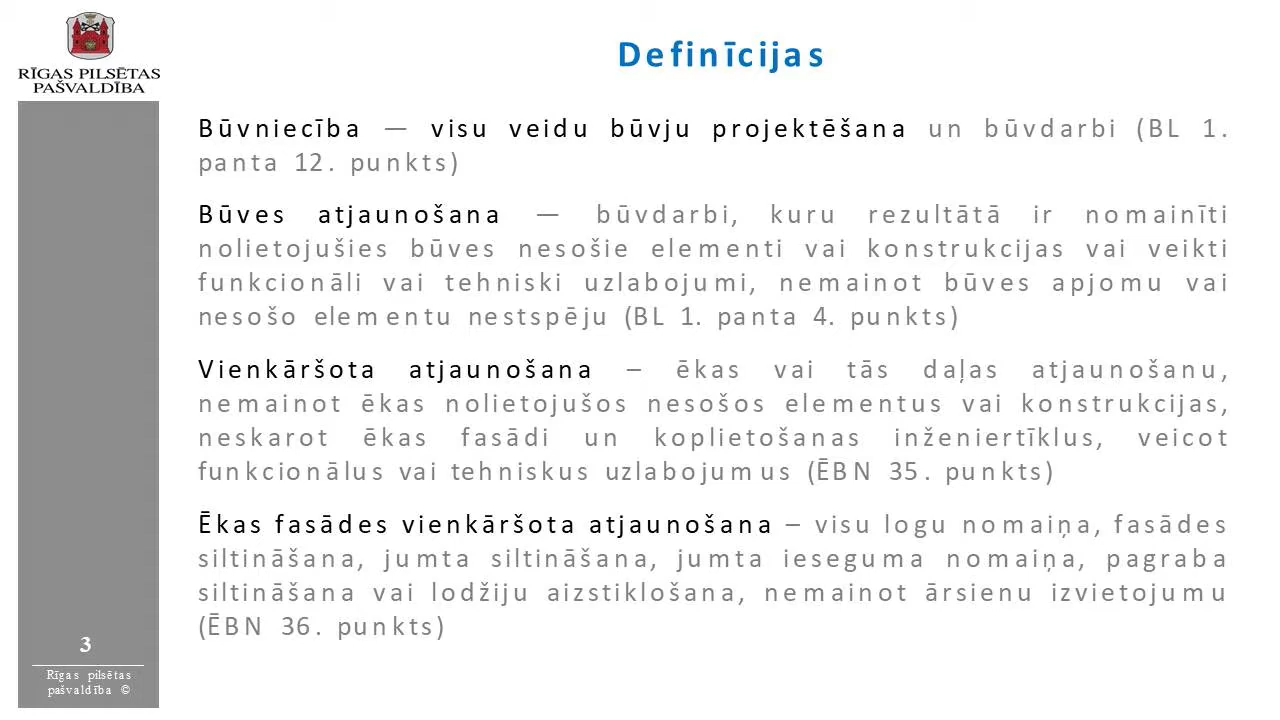 RĪGAS PILSĒTAS
PAŠVALDĪBA
Definīcijas
Būvniecība — visu veidu būvju projektēšana un būvdarbi (BL 1.
panta 12. punkts)
Būves atjaunošana — būvdarbi, kuru rezultātā ir nomainīti
nolietojušies būves nesošie elementi vai konstrukcijas vai veikti
funkcionāli vai tehniski uzlabojumi, nemainot būves apjomu vai
nesošo elementu nestspēju (BL 1. panta 4. punkts)
Vienkāršota atjaunošana – ēkas vai tās daļas atjaunošanu,
nemainot ēkas nolietojušos nesošos elementus vai konstrukcijas,
neskarot ēkas fasādi un koplietošanas inženiertīklus, veicot
funkcionālus vai tehniskus uzlabojumus (ĒBN 35. punkts)
Ēkas fasādes vienkāršota atjaunošana – visu logu nomaiņa, fasādes
siltināšana, jumta siltināšana, jumta ieseguma nomaiņa, pagraba
siltināšana vai lodžiju aizstiklošana, nemainot ārsienu izvietojumu
(ĒBN 36. punkts)
3
Rīgas pilsētas
pašvaldība ©